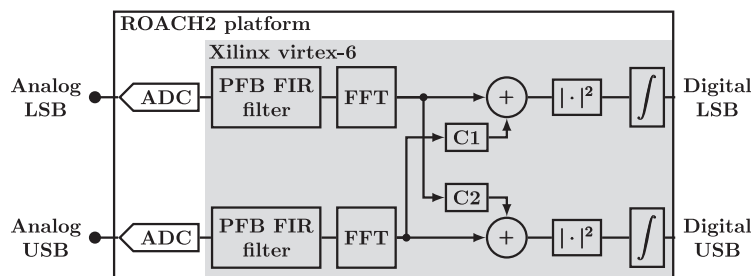 ROACH2 platform
Xilinx virtex-6
Analog
LSB
ADC
PFB FIR
filter
FFT
+
|·|²
∫
Digital
LSB
C1
C2
Analog
USB
ADC
PFB FIR
filter
FFT
+
|·|²
∫
Digital
USB